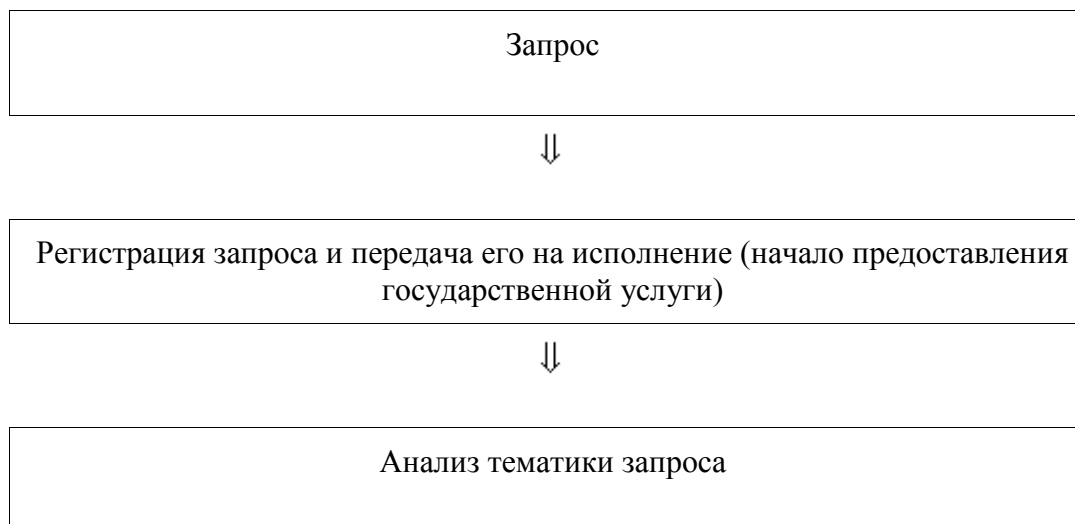 Запрос
⇓
Регистрация запроса и передача его на исполнение (начало предоставления
государственной услуги)
⇓
Анализ тематики запроса